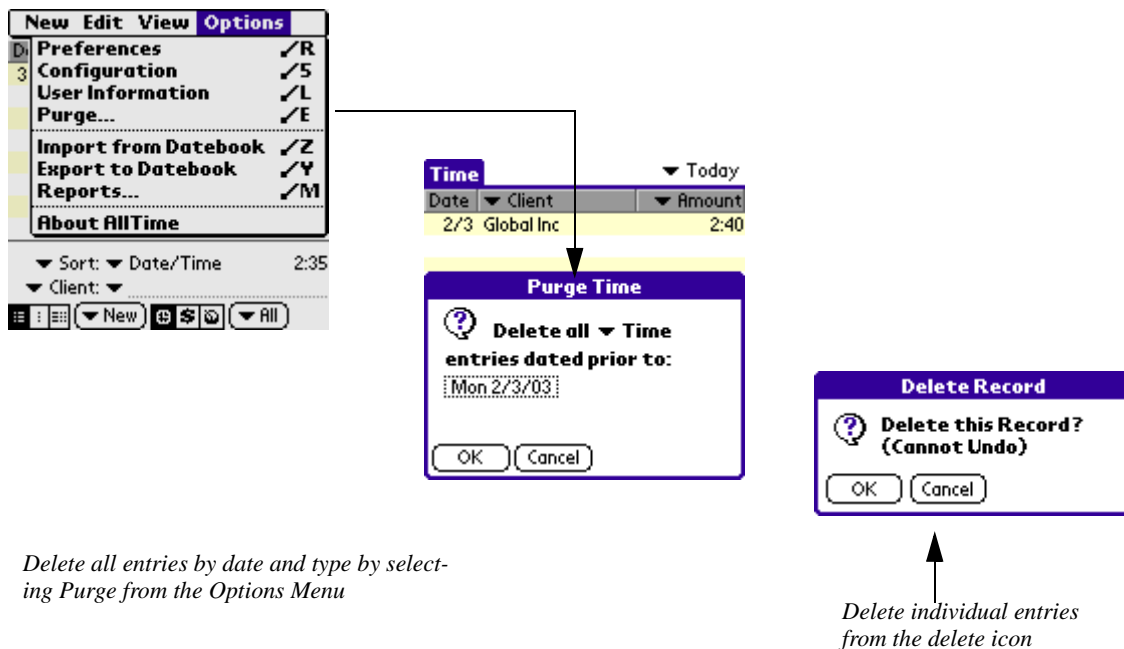 New Edit View Options
Preferences ⁄R
Configuration ⁄S
User Information ⁄L
Purge... ⁄E
Import from Datebook ⁄Z
Export to Datebook ⁄Y
Reports... ⁄M
About AllTime
3
Sort: Date/Time 2:35
Client:
New All
Time Today
Date Client Amount
2/3 Global Inc 2:40
Purge Time
Delete all Time
entries dated prior to:
Mon 2/3/03
OK Cancel
Delete Record
Delete this Record?
(Cannot Undo)
OK Cancel
Delete all entries by date and type by select-
ing Purge from the Options Menu
Delete individual entries
from the delete icon